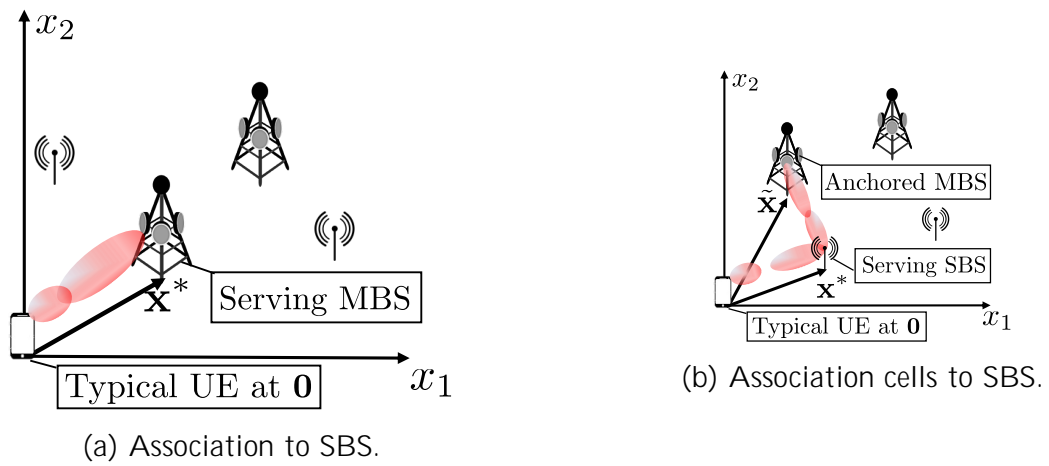 x₂
x*
Serving MBS
Typical UE at 0
x₁
(a) Association to SBS.
x₂
Anchored MBS
x̃
Serving SBS
x*
x₁
Typical UE at 0
(b) Association cells to SBS.